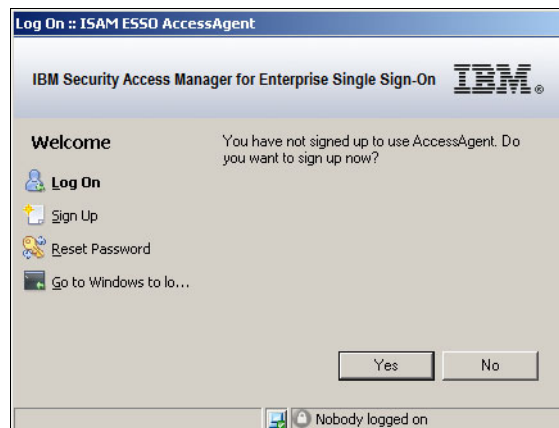 Log On :: ISAM ESSO AccessAgent
IBM Security Access Manager for Enterprise Single Sign-On
IBM®
Welcome
You have not signed up to use AccessAgent. Do
you want to sign up now?
Log On
Sign Up
Reset Password
Go to Windows to lo...
Yes
No
Nobody logged on